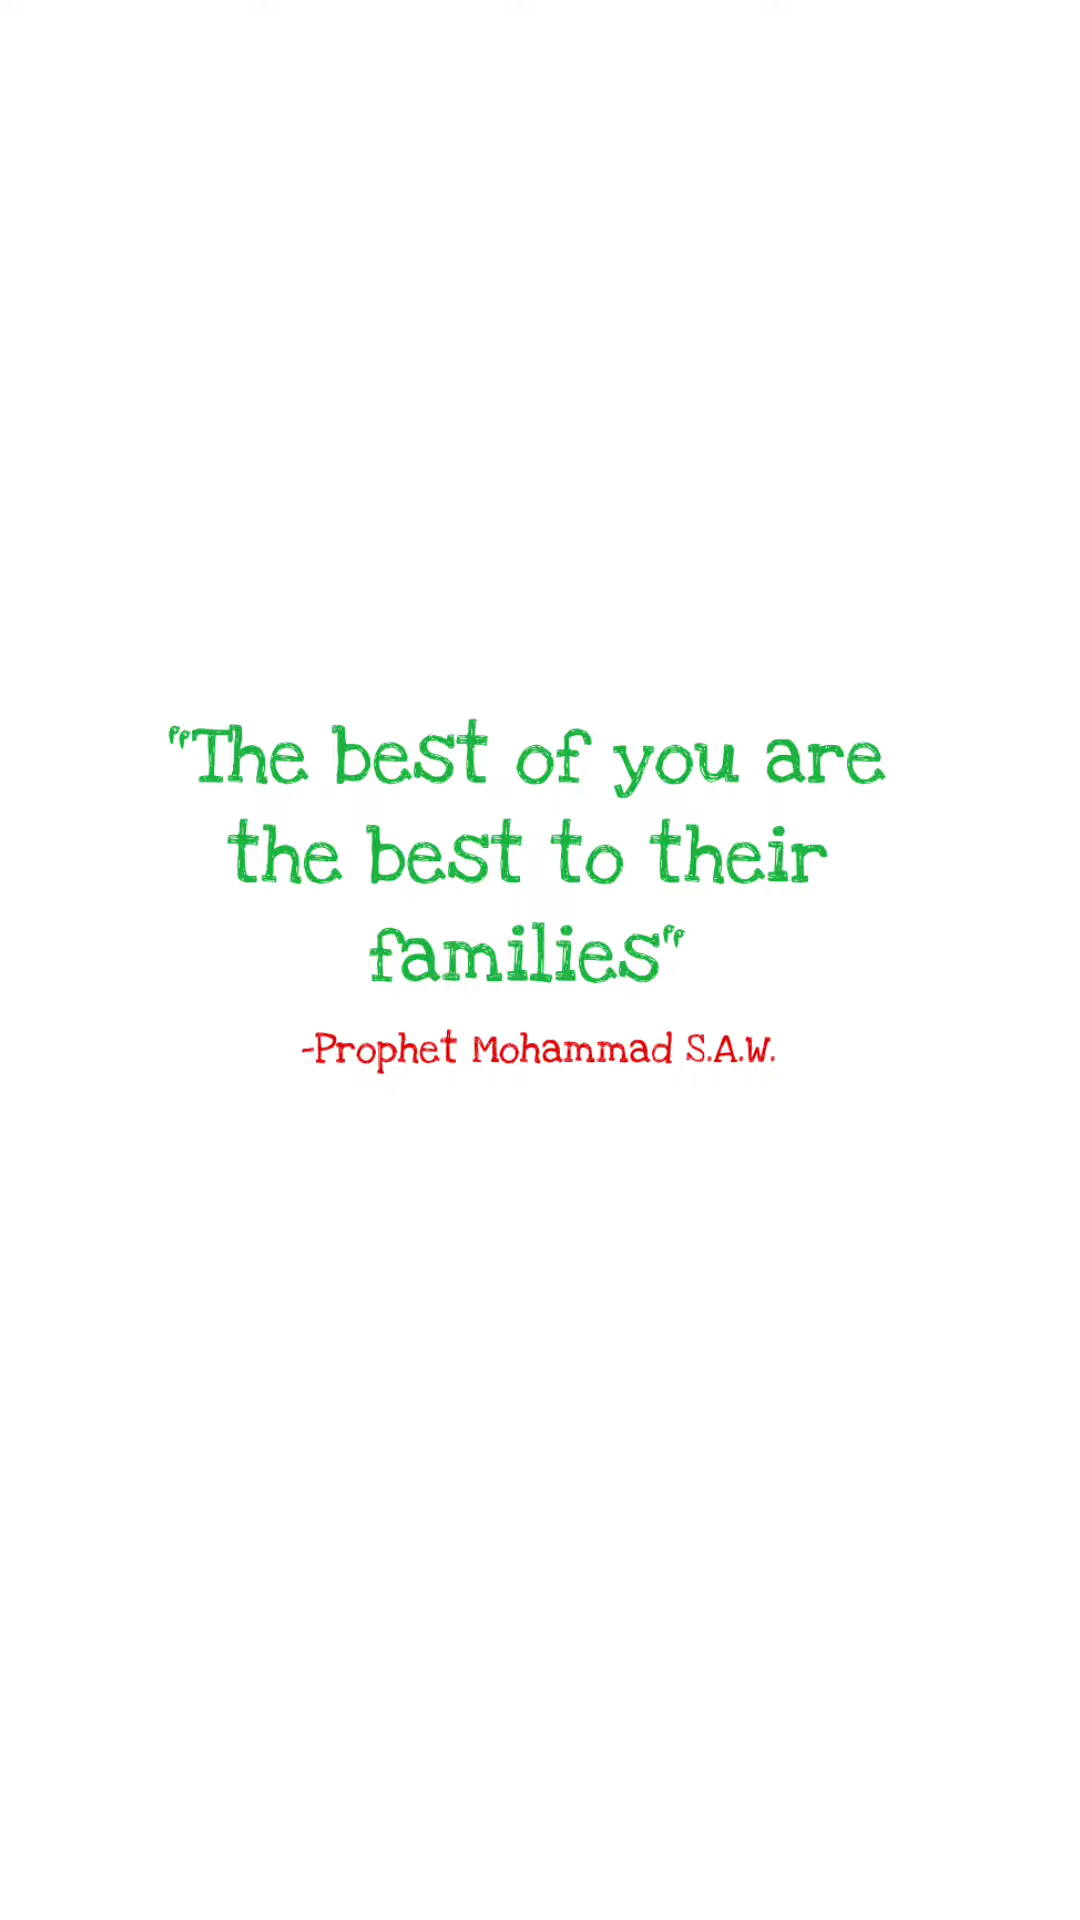 "The best of you are
the best to their
families"
-Prophet Mohammad S.A.W.